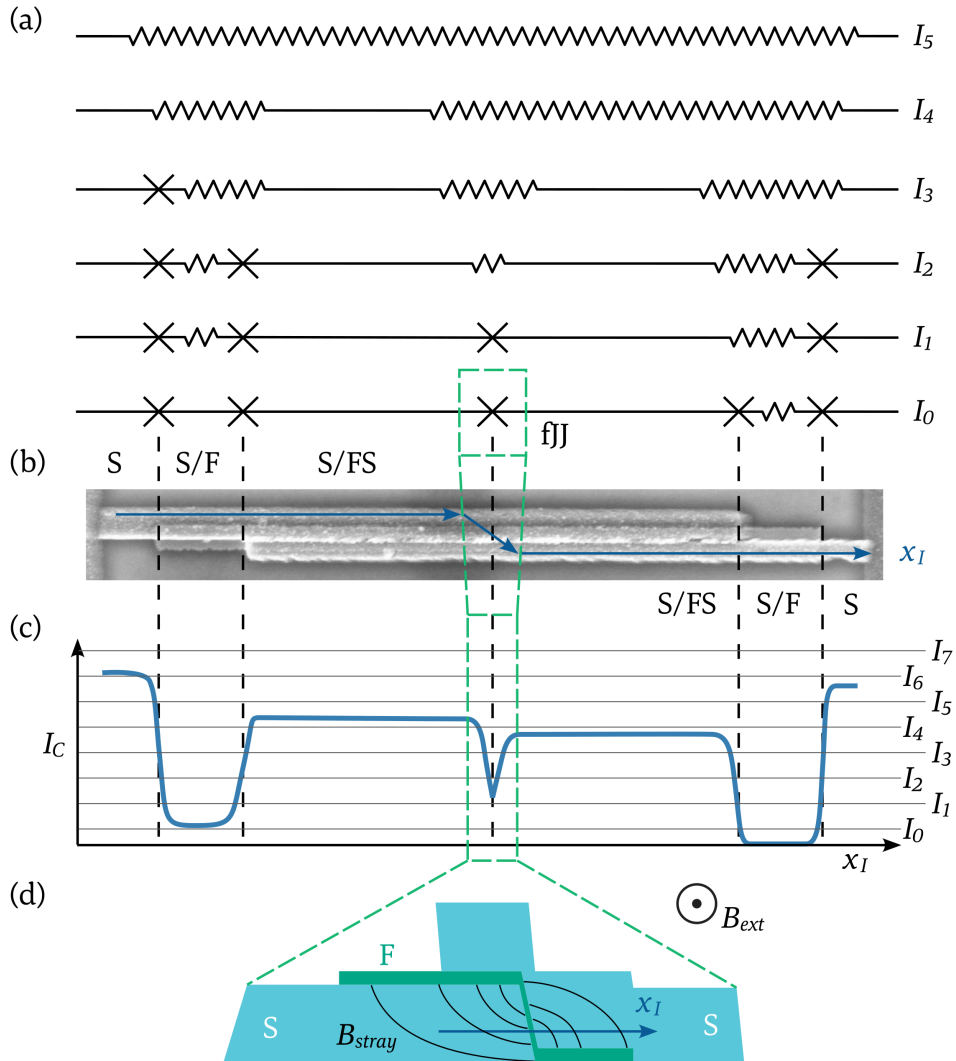 (a)
I5
I4
I3
I2
I1
I0
fJJ
(b)
S S/F S/FS
xI
S/FS S/F S
(c)
I7
I6
I5
IC
I4
I3
I2
I1
I0
xI
(d)
Bext
F
xI
S Bstray S